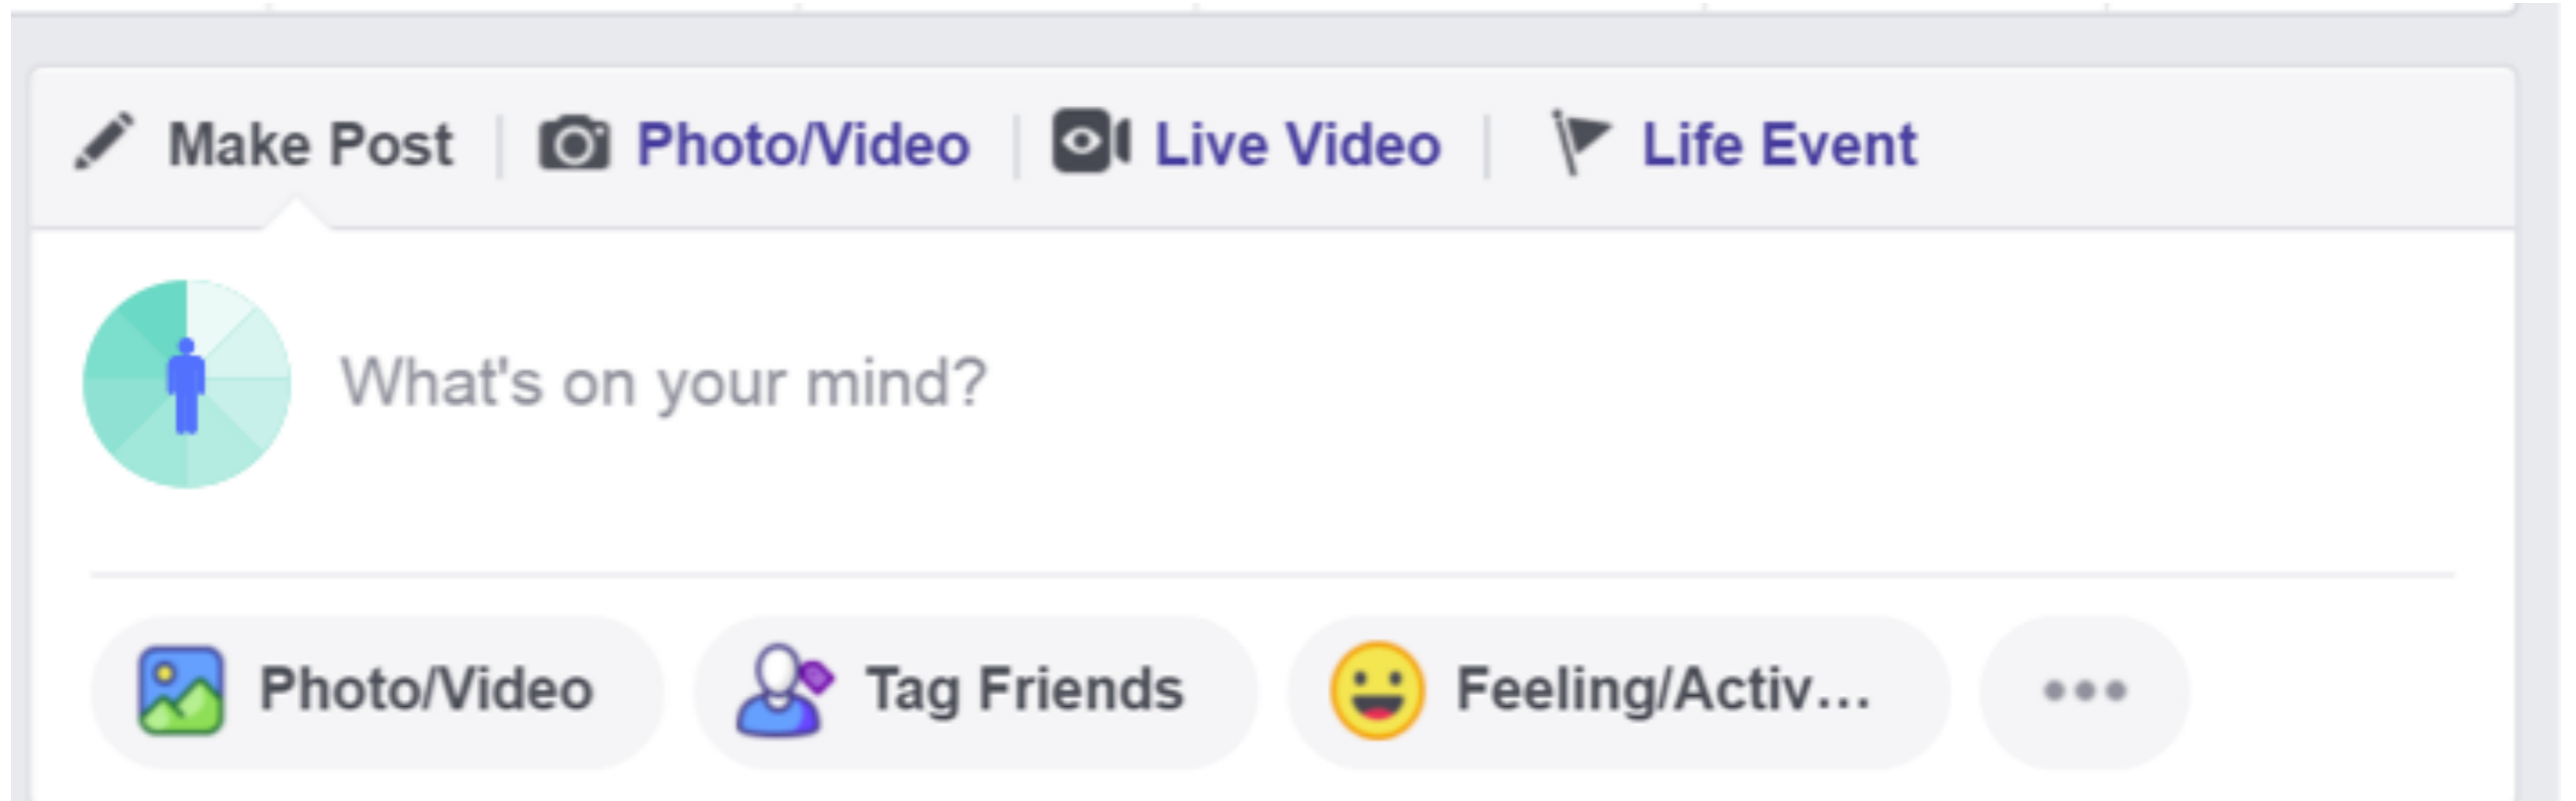 Make Post Photo/Video Live Video Life Event
What's on your mind?
Photo/Video Tag Friends Feeling/Activ...